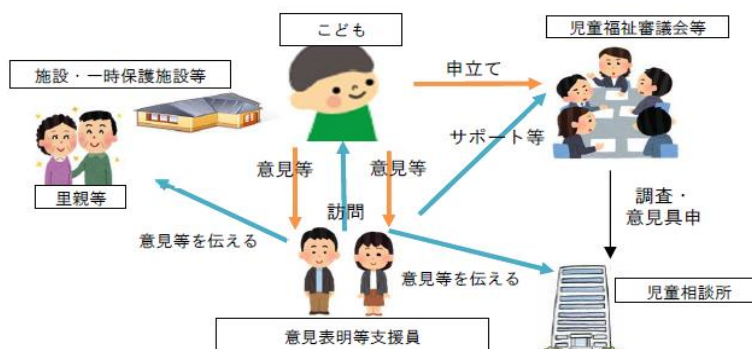 こども
児童福祉審議会等
施設・一時保護施設等
申立て
サポート等
意見等
意見等
訪問
里親等
調査・
意見具申
意見等を伝える
意見等を伝える
児童相談所
意見表明等支援員